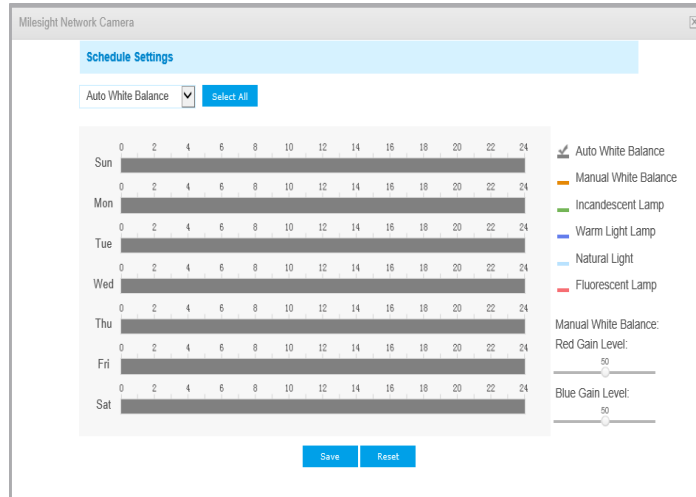 Milesight Network Camera
Schedule Settings
Auto White Balance Select All
0 2 4 6 8 10 12 14 16 18 20 22 24
Sun
0 2 4 6 8 10 12 14 16 18 20 22 24
Mon
0 2 4 6 8 10 12 14 16 18 20 22 24
Tue
0 2 4 6 8 10 12 14 16 18 20 22 24
Wed
0 2 4 6 8 10 12 14 16 18 20 22 24
Thu
0 2 4 6 8 10 12 14 16 18 20 22 24
Fri
0 2 4 6 8 10 12 14 16 18 20 22 24
Sat
Auto White Balance
Manual White Balance
Incandescent Lamp
Warm Light Lamp
Natural Light
Fluorescent Lamp
Manual White Balance:
Red Gain Level:
50
Blue Gain Level:
50
Save Reset